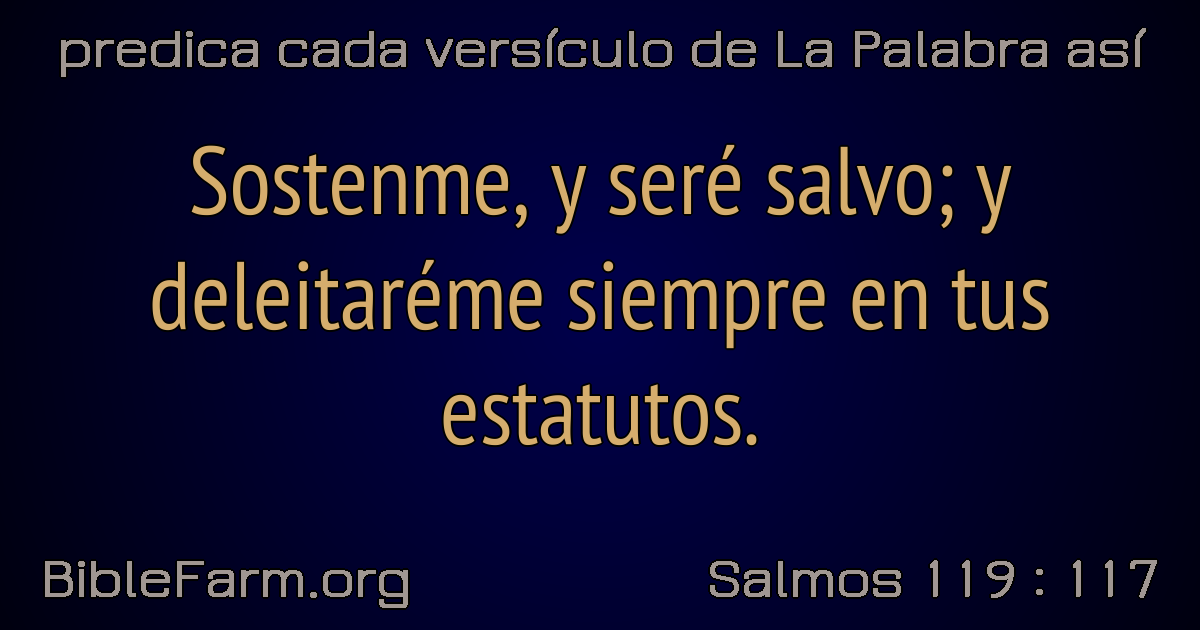 predica cada versículo de La Palabra así
Sostenme, y seré salvo; y
deleitaréme siempre en tus
estatutos.
BibleFarm.org
Salmos 119 : 117